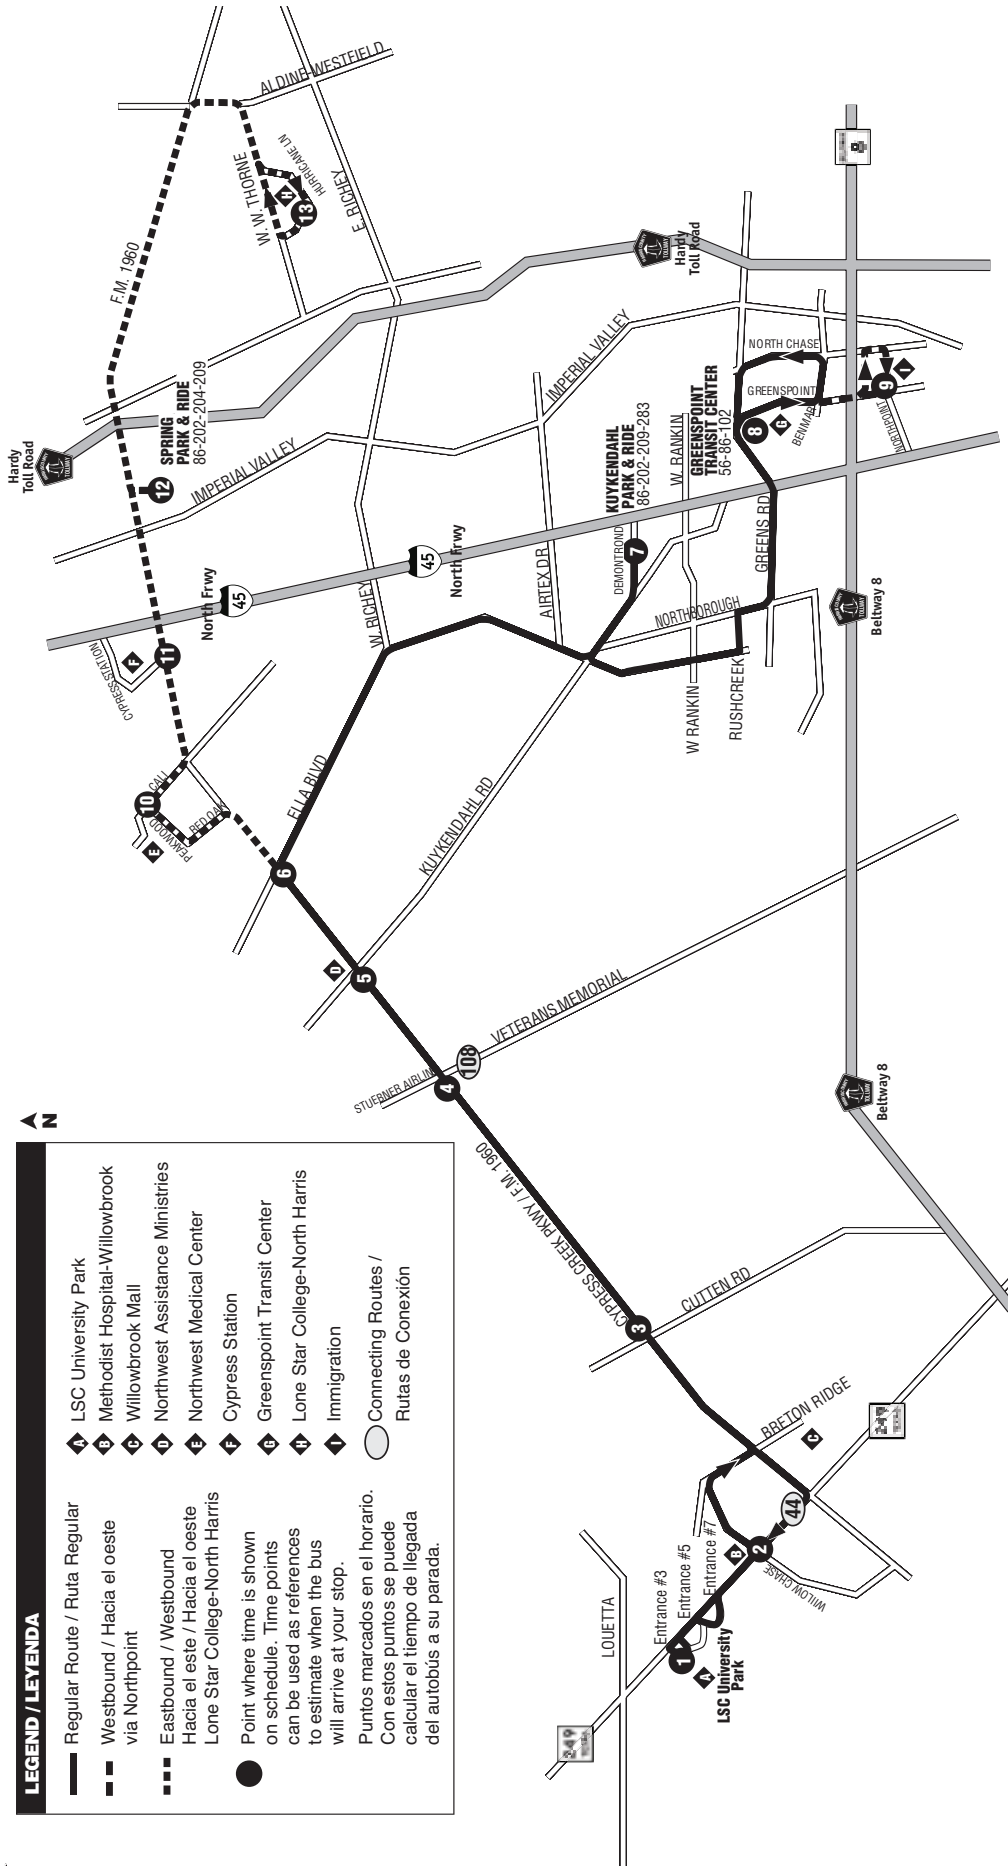 LEGEND / LEYENDA
Regular Route / Ruta Regular
Westbound / Hacia el oeste
via Northpoint
Eastbound / Westbound
Hacia el este / Hacia el oeste
Lone Star College-North Harris
Point where time is shown
on schedule. Time points
can be used as references
to estimate when the bus
will arrive at your stop.
Puntos marcados en el horario.
Con estos puntos se puede
calcular el tiempo de llegada
del autobús a su parada.
A LSC University Park
B Methodist Hospital-Willowbrook
C Willowbrook Mall
D Northwest Assistance Ministries
E Northwest Medical Center
F Cypress Station
G Greenspoint Transit Center
H Lone Star College-North Harris
I Immigration
Connecting Routes /
Rutas de Conexión
N
249
LOUETTA
Entrance #3
Entrance #5
Entrance #7
1
A
LSC University
Park
B
2
WILLOW CHASE
44
C
BRETON RIDGE
249
3
CUTTEN RD
CYPRESS CREEK PKWY / F.M. 1960
Beltway 8
STUEBNER AIRLINE
4
108
VETERANS MEMORIAL
D
5
KUYKENDAHL RD
6
ELLA BLVD
E
PEAKWOOD
RED OAK
10
CALI
CYPRESS STATION
F
11
North Frwy
45
W. RICHEY
45
North Frwy
AIRTEX DR
DEMONTROND
7
KUYKENDAHL
PARK & RIDE
86-202-209-283
NORTHBOROUGH
W RANKIN
RUSHCREEK
W. RANKIN
GREENS RD
Beltway 8
GREENSPOINT
TRANSIT CENTER
56-86-102
8
G
BENMAR
GREENSPOINT
NORTH CHASE
NORTHPOINT
9
I
Hardy
Toll Road
12
SPRING
PARK & RIDE
86-202-204-209
IMPERIAL VALLEY
IMPERIAL VALLEY
F.M. 1960
W. W. THORNE
H
13
HURRICANE LN
E. RICHEY
ALDINE-WESTFIELD
Hardy
Toll Road